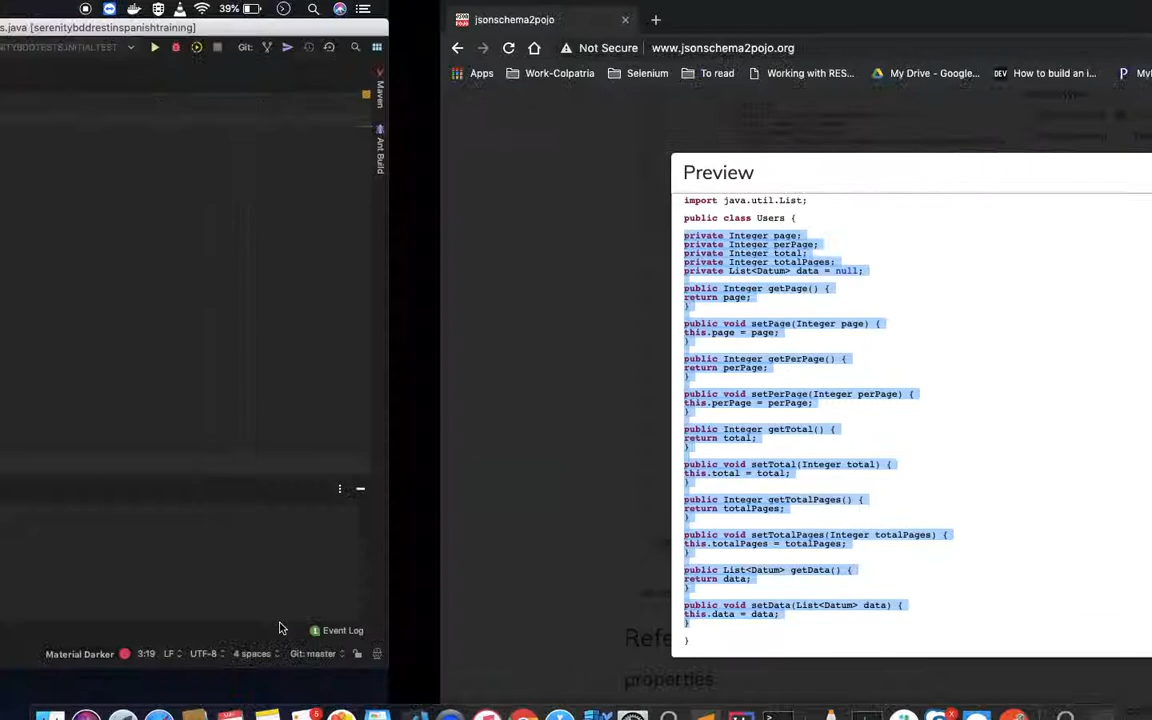 39%
s.java [serenitybddrestinspanishtraining]
Git:
Maven
Ant Build
Event Log
Material Darker 3:19 LF UTF-8 4 spaces Git: master
jsonschema2pojo
Not Secure www.jsonschema2pojo.org
Apps Work-Colpatria Selenium To read Working with RES... My Drive - Google... DEV How to build an i...
Preview
import java.util.List;
public class Users {
private Integer page;
private Integer perPage;
private Integer total;
private Integer totalPages;
private List<Datum> data = null;
public Integer getPage() {
return page;
}
public void setPage(Integer page) {
this.page = page;
}
public Integer getPerPage() {
return perPage;
}
public void setPerPage(Integer perPage) {
this.perPage = perPage;
}
public Integer getTotal() {
return total;
}
public void setTotal(Integer total) {
this.total = total;
}
public Integer getTotalPages() {
return totalPages;
}
public void setTotalPages(Integer totalPages) {
this.totalPages = totalPages;
}
public List<Datum> getData() {
return data;
}
public void setData(List<Datum> data) {
this.data = data;
}
}
Refe
properties